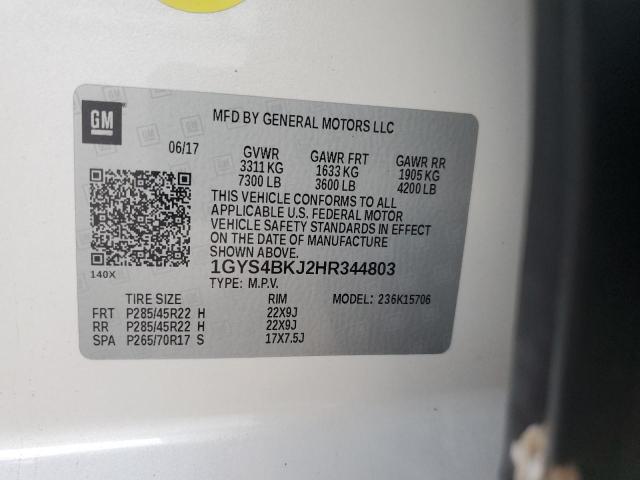 GM
MFD BY GENERAL MOTORS LLC
06/17
GVWR GAWR FRT GAWR RR
3311 KG 1633 KG 1905 KG
7300 LB 3600 LB 4200 LB
THIS VEHICLE CONFORMS TO ALL
APPLICABLE U.S. FEDERAL MOTOR
VEHICLE SAFETY STANDARDS IN EFFECT
ON THE DATE OF MANUFACTURE
SHOWN ABOVE.
140X
1GYS4BKJ2HR344803
TYPE: M.P.V.
TIRE SIZE RIM MODEL: 236K15706
FRT P285/45R22 H 22X9J
RR P285/45R22 H 22X9J
SPA P265/70R17 S 17X7.5J